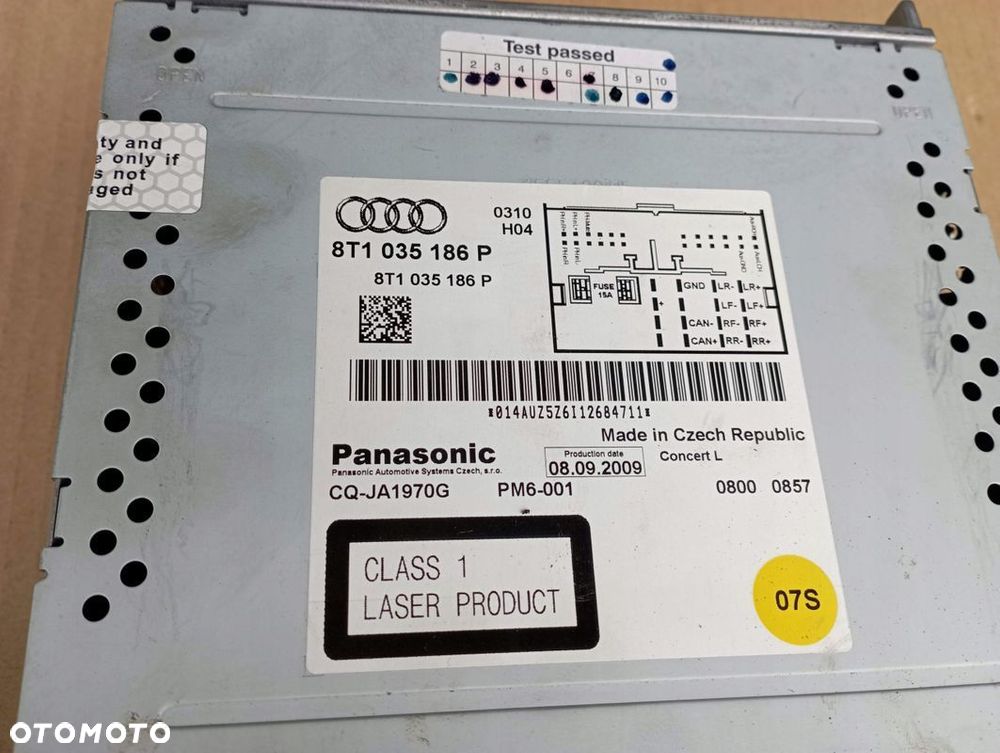 Test passed
1 2 3 4 5 6 7 8 9 10
OPEN
OPEN
ty and
e only if
s not
aged
0310
H04
8T1 035 186 P
8T1 035 186 P
FUSE
15A
GND LR- LR+
+ LF- LF+
CAN- RF- RF+
CAN+ RR- RR+
*014AUZ5Z6I12684711*
Made in Czech Republic
Panasonic
Panasonic Automotive Systems Czech, s.r.o.
Production date
08.09.2009
Concert L
CQ-JA1970G PM6-001 0800 0857
CLASS 1
LASER PRODUCT
07S
OTOMOTO